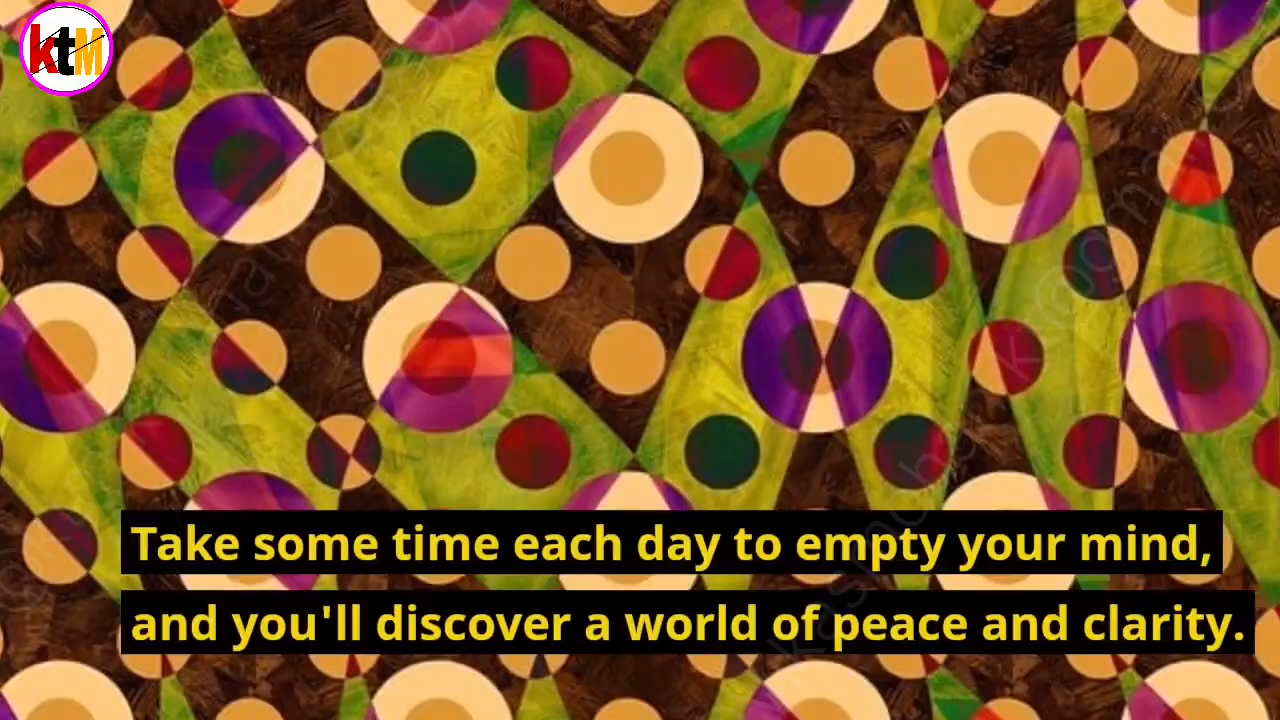 ktM
Take some time each day to empty your mind,
and you'll discover a world of peace and clarity.